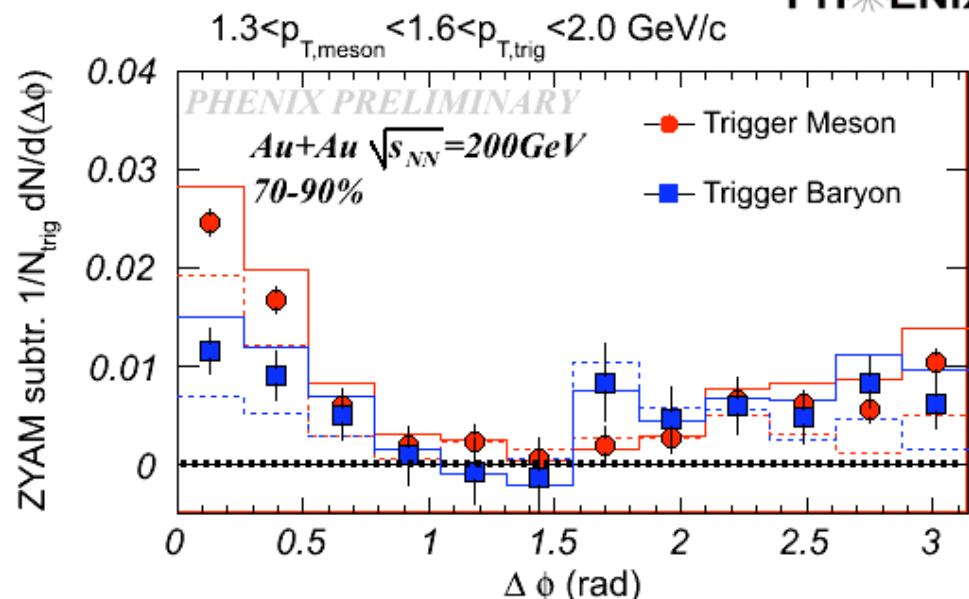 PH✳ENIX
1.3<p_T,meson <1.6<p_T,trig <2.0 GeV/c
ZYAM subtr. 1/N_trig dN/d(Δϕ)
0.04
0.03
0.02
0.01
0
PHENIX PRELIMINARY
Au+Au √s_NN=200GeV
70-90%
Trigger Meson
Trigger Baryon
0 0.5 1 1.5 2 2.5 3
Δ ϕ (rad)